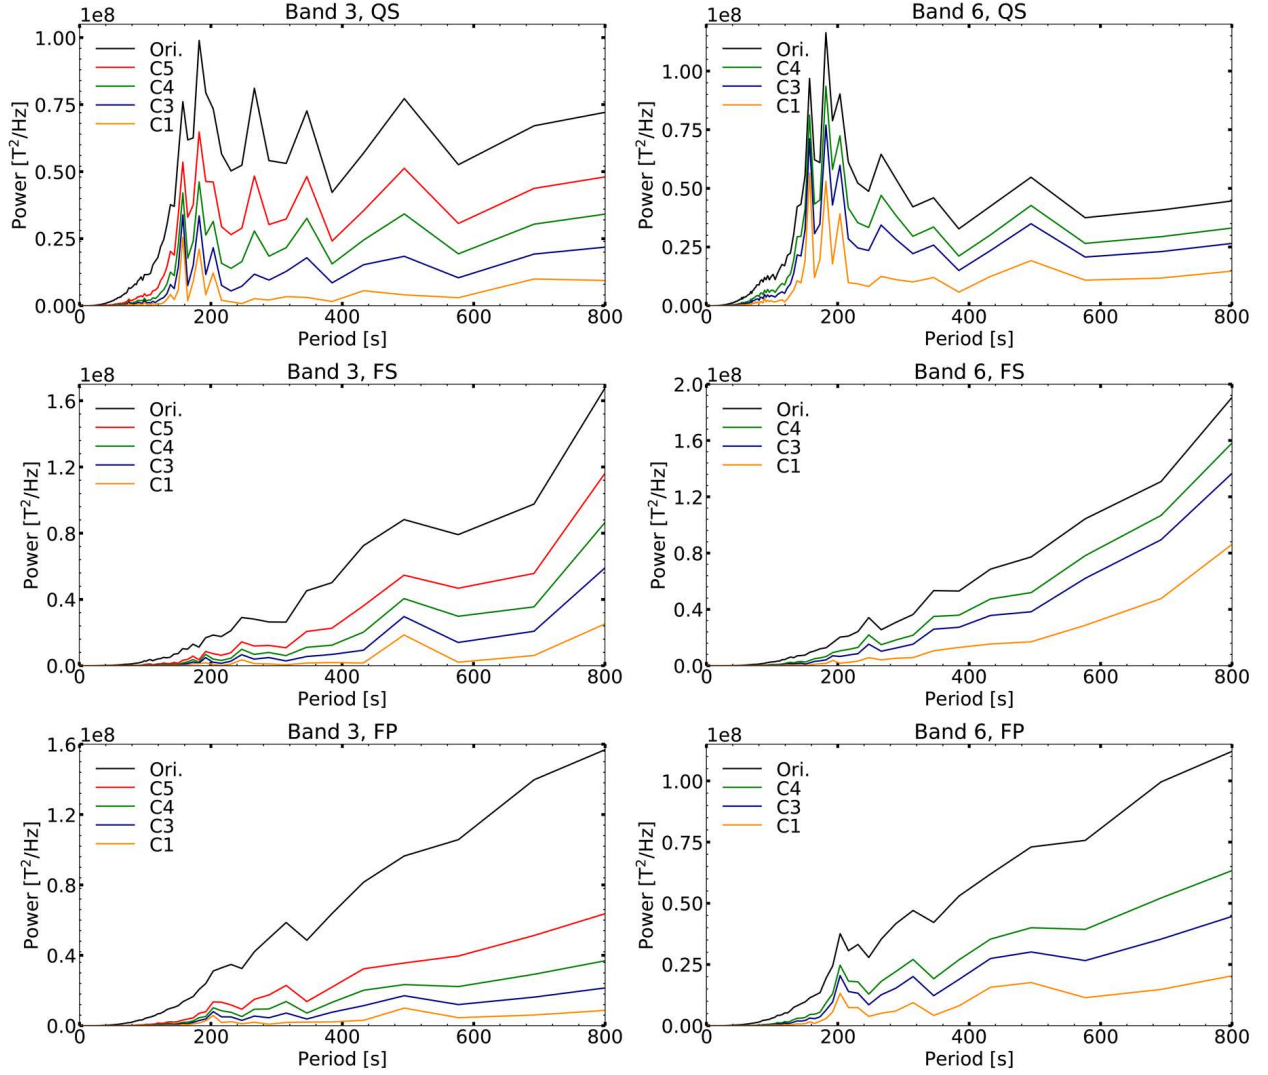 Band 3, QS
1e8
Ori.
C5
C4
C3
C1
Power [T²/Hz]
1.00
0.75
0.50
0.25
0.00
0 200 400 600 800
Period [s]
Band 6, QS
1e8
Ori.
C4
C3
C1
Power [T²/Hz]
1.00
0.75
0.50
0.25
0.00
0 200 400 600 800
Period [s]
Band 3, FS
1e8
Ori.
C5
C4
C3
C1
Power [T²/Hz]
1.6
1.2
0.8
0.4
0.0
0 200 400 600 800
Period [s]
Band 6, FS
1e8
Ori.
C4
C3
C1
Power [T²/Hz]
2.0
1.6
1.2
0.8
0.4
0.0
0 200 400 600 800
Period [s]
Band 3, FP
1e8
Ori.
C5
C4
C3
C1
Power [T²/Hz]
1.6
1.2
0.8
0.4
0.0
0 200 400 600 800
Period [s]
Band 6, FP
1e8
Ori.
C4
C3
C1
Power [T²/Hz]
1.00
0.75
0.50
0.25
0.00
0 200 400 600 800
Period [s]